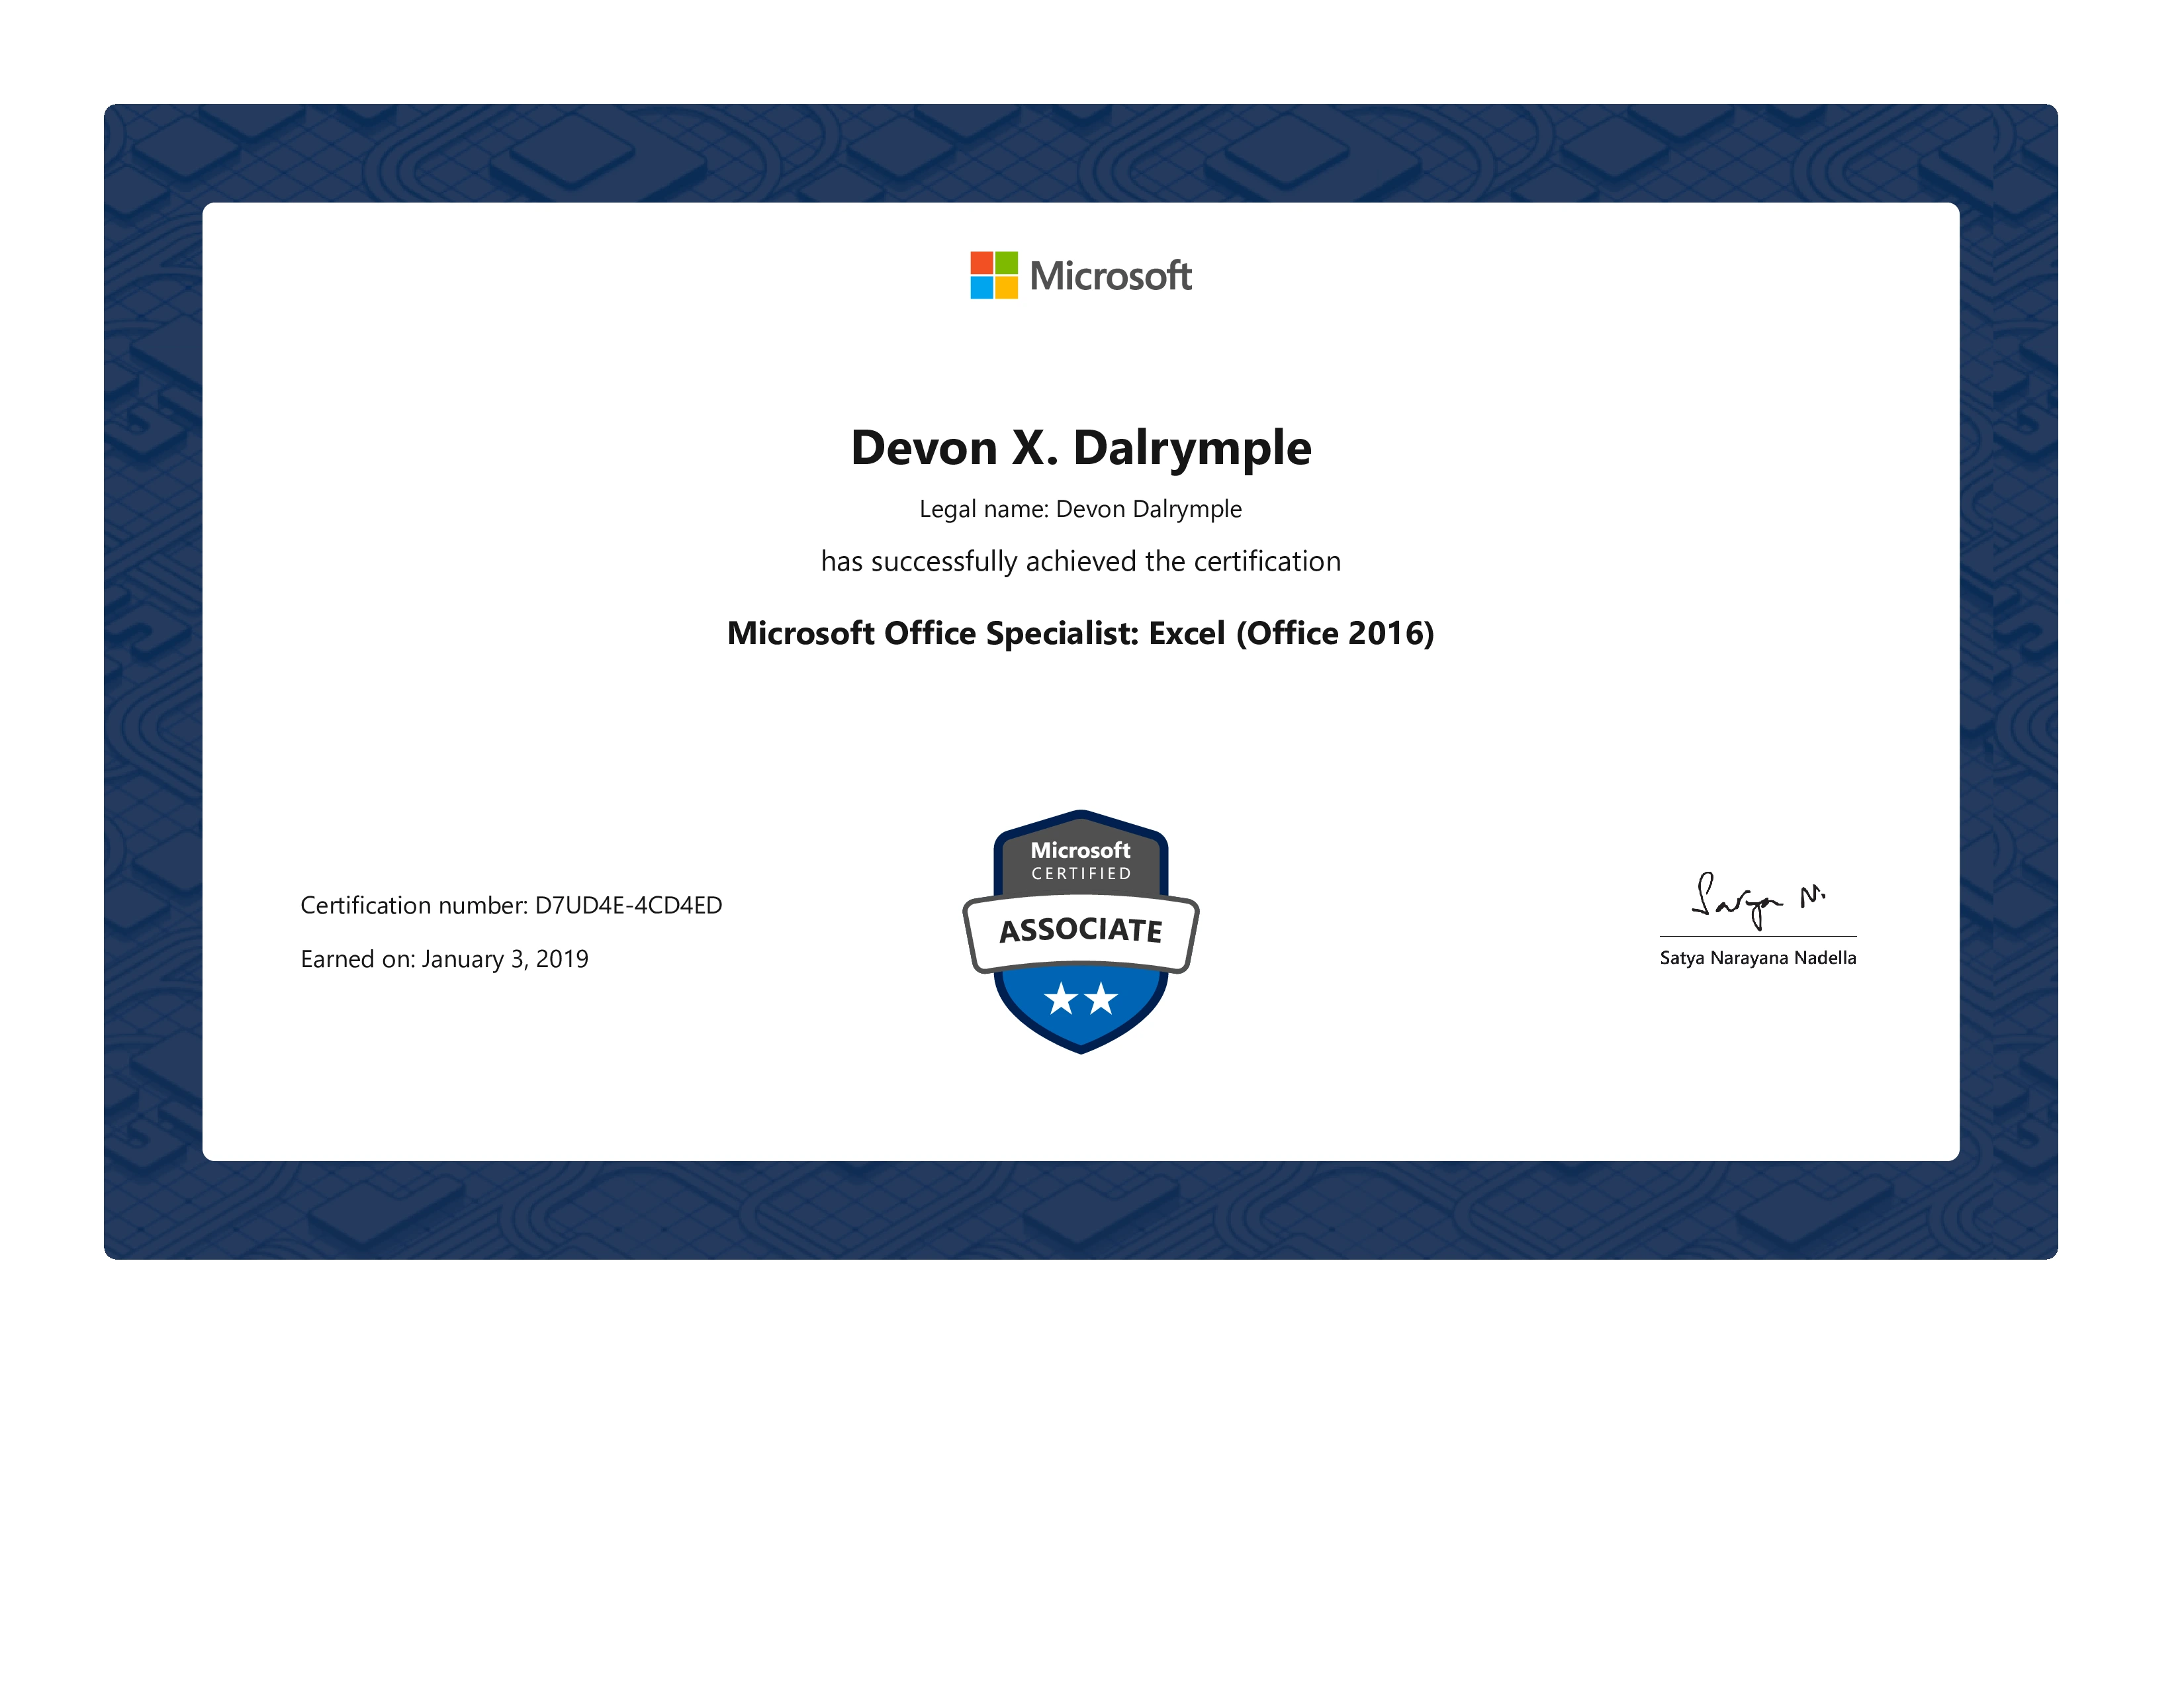 Microsoft
Devon X. Dalrymple
Legal name: Devon Dalrymple
has successfully achieved the certification
Microsoft Office Specialist: Excel (Office 2016)
Certification number: D7UD4E-4CD4ED
Earned on: January 3, 2019
Microsoft
CERTIFIED
ASSOCIATE
Satya N.
Satya Narayana Nadella